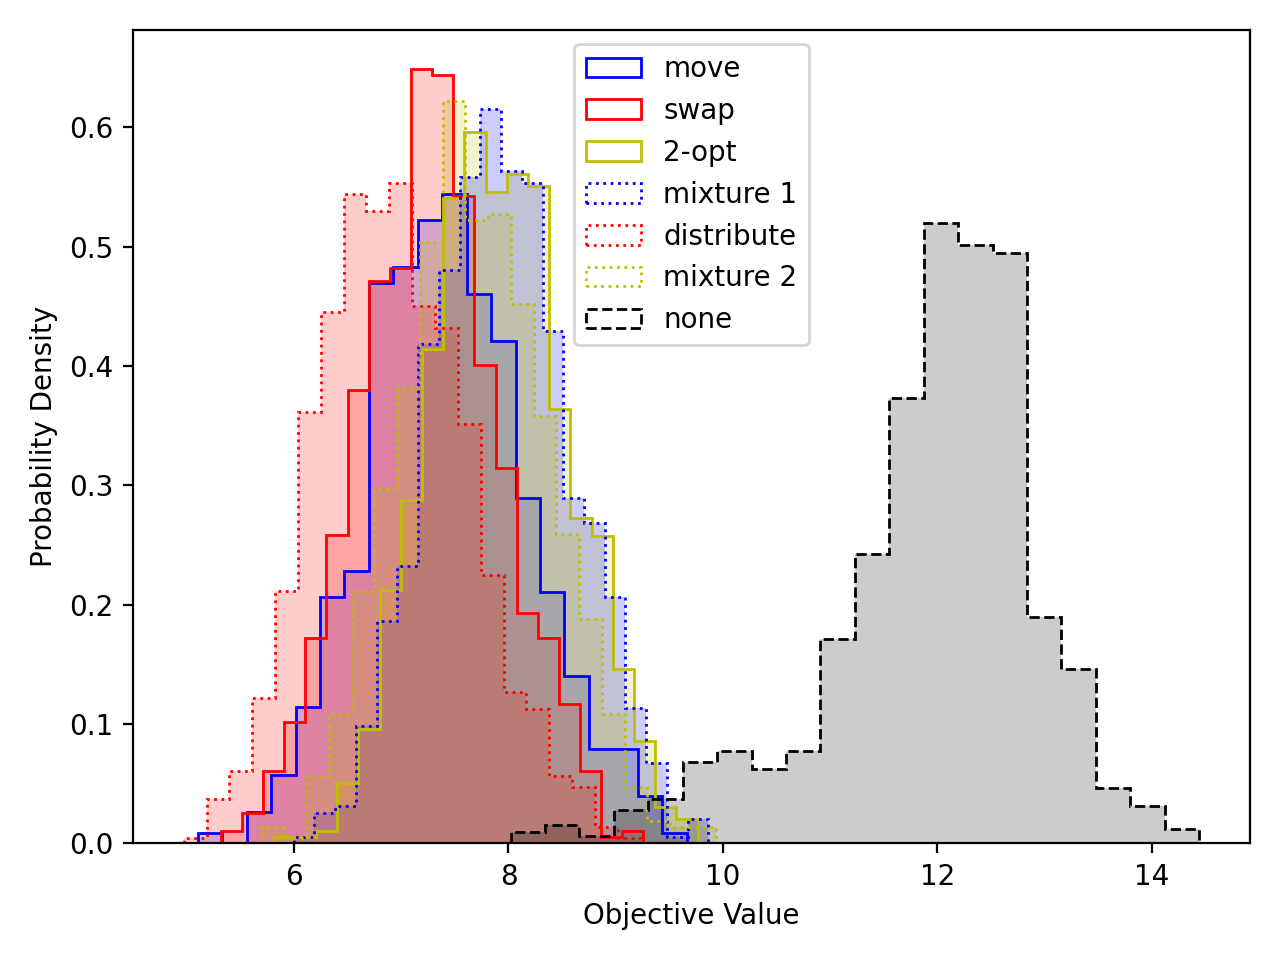 move
swap
2-opt
mixture 1
distribute
mixture 2
none
Probability Density
0.6
0.5
0.4
0.3
0.2
0.1
0.0
6 8 10 12 14
Objective Value